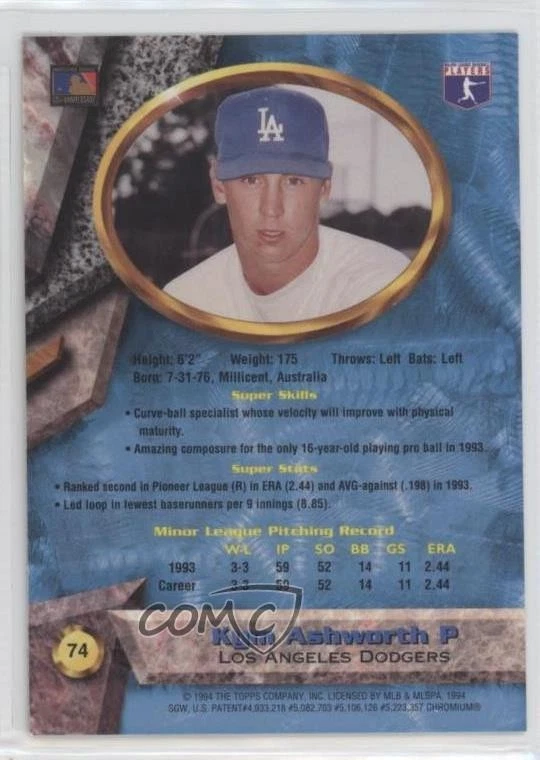 PLAYERS
LA
Height: 6'2" Weight: 175 Throws: Left Bats: Left
Born: 7-31-76, Millicent, Australia
Super Skills
• Curve-ball specialist whose velocity will improve with physical
maturity.
• Amazing composure for the only 16-year-old playing pro ball in 1993.
Super Stats
• Ranked second in Pioneer League (R) in ERA (2.44) and AVG-against (.198) in 1993.
• Led loop in lowest baserunners per 9 innings (8.85).
Minor League Pitching Record
W-L IP SO BB GS ERA
1993 3-3 59 52 14 11 2.44
Career 3-3 59 52 14 11 2.44
COMC
Kym Ashworth P
74
LOS ANGELES DODGERS
© 1994 THE TOPPS COMPANY, INC. LICENSED BY MLB & MLBPA, 1994
SGW, U.S. PATENT#4,933,218 #5,082,703 #5,106,126 #5,223,357 CHROMIUM®